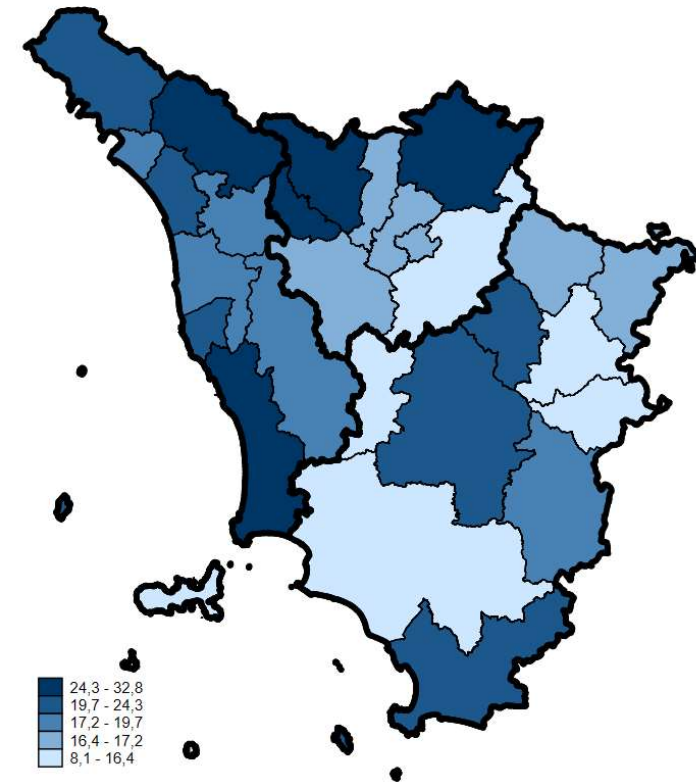 24,3 - 32,8
19,7 - 24,3
17,2 - 19,7
16,4 - 17,2
8,1 - 16,4